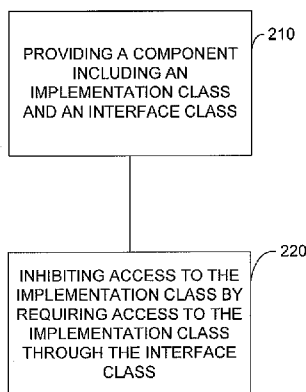 210
PROVIDING A COMPONENT
INCLUDING AN
IMPLEMENTATION CLASS
AND AN INTERFACE CLASS
220
INHIBITING ACCESS TO THE
IMPLEMENTATION CLASS BY
REQUIRING ACCESS TO THE
IMPLEMENTATION CLASS
THROUGH THE INTERFACE
CLASS